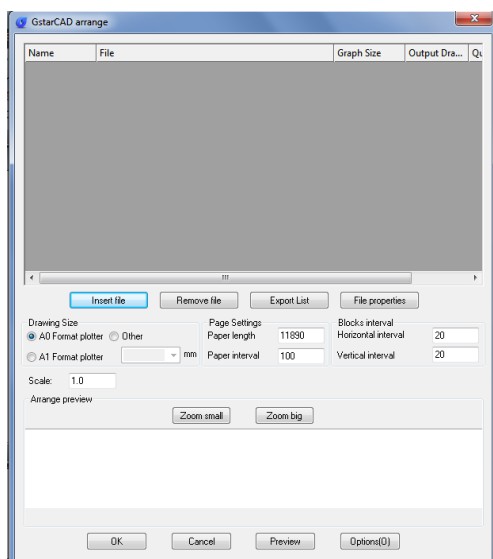 GstarCAD arrange
Name File Graph Size Output Dra... Qu
Insert file Remove file Export List File properties
Drawing Size Page Settings Blocks interval
A0 Format plotter Other Paper length 11890 Horizontal interval 20
A1 Format plotter mm Paper interval 100 Vertical interval 20
Scale: 1.0
Arrange preview
Zoom small Zoom big
OK Cancel Preview Options(O)